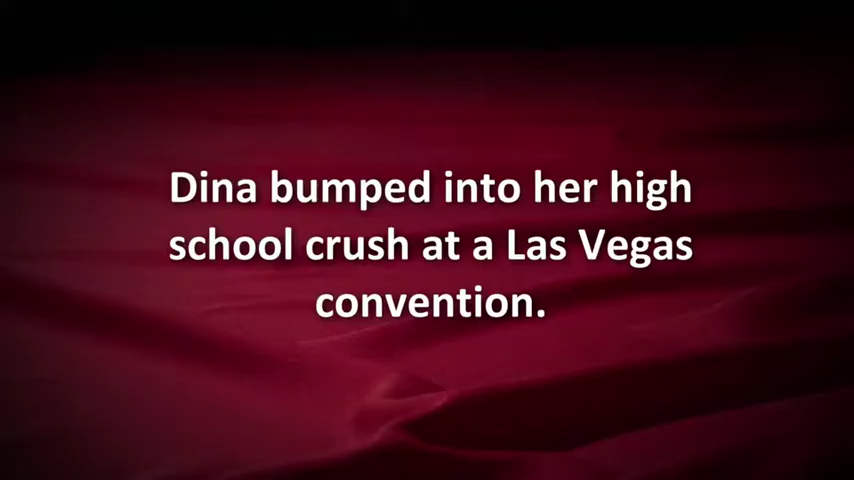 Dina bumped into her high
school crush at a Las Vegas
convention.